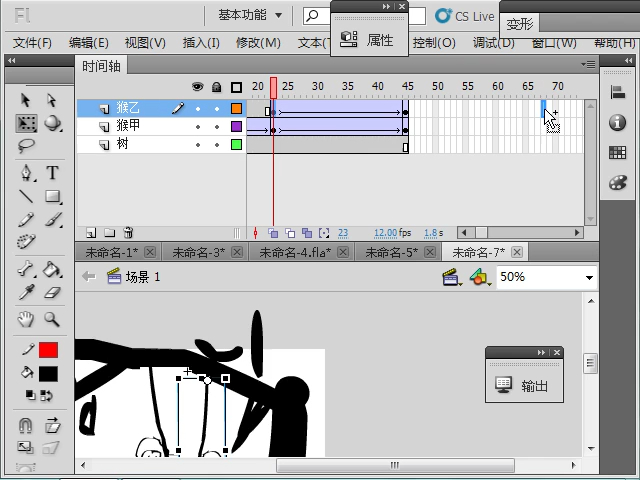 Fl 基本功能 CS Live 变形
文件(F) 编辑(E) 视图(V) 插入(I) 修改(M) 文本(T 属性 控制(O) 调试(D) 窗口(W) 帮助(H)
时间轴
20 25 30 35 40 45 50 55 60 65 70
猴乙
猴甲
树
23 12.00 fps 1.8 s
未命名-1* 未命名-3* 未命名-4.fla* 未命名-5* 未命名-7*
场景 1 50%
输出